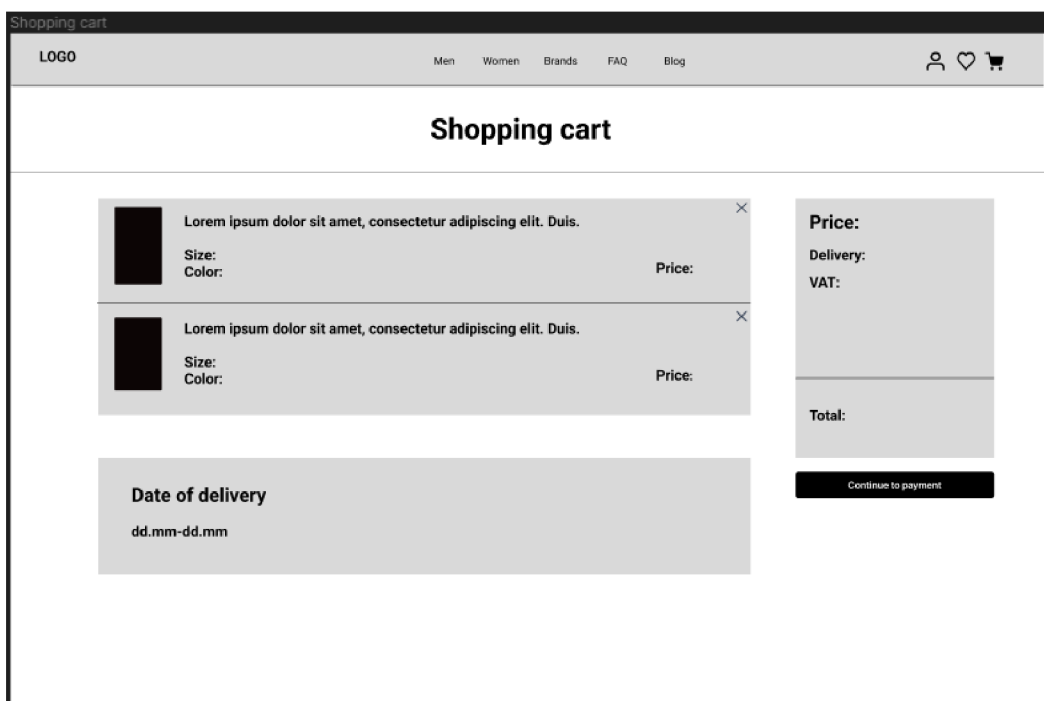 Shopping cart
LOGO
Men Women Brands FAQ Blog
Shopping cart
Lorem ipsum dolor sit amet, consectetur adipiscing elit. Duis.
Size:
Color:
Price:
Lorem ipsum dolor sit amet, consectetur adipiscing elit. Duis.
Size:
Color:
Price:
Date of delivery
dd.mm-dd.mm
Price:
Delivery:
VAT:
Total:
Continue to payment